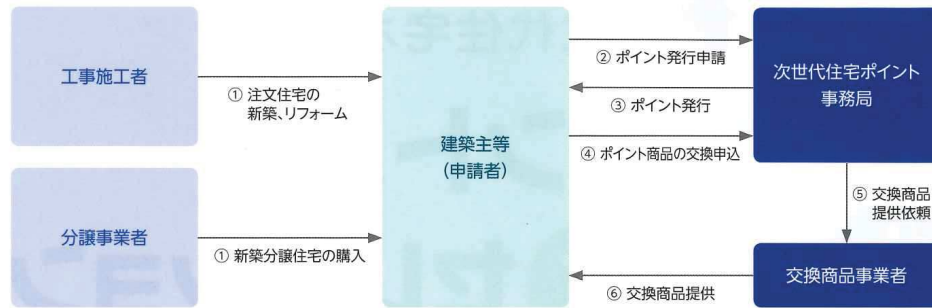 工事施工者
① 注文住宅の
新築、リフォーム
分譲事業者
① 新築分譲住宅の購入
建築主等
(申請者)
② ポイント発行申請
③ ポイント発行
④ ポイント商品の交換申込
次世代住宅ポイント
事務局
⑤ 交換商品
提供依頼
交換商品事業者
⑥ 交換商品提供